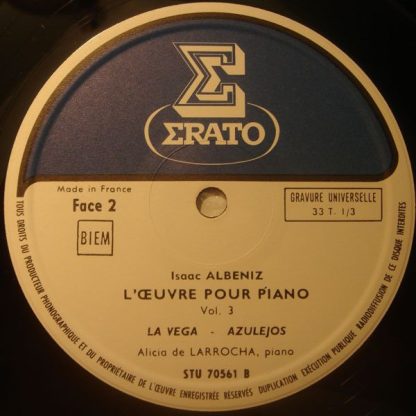 Σ
ΣRATO
Made in France
Face 2
BIEM
GRAVURE UNIVERSELLE
33 T. 1/3
Isaac ALBENIZ
L'ŒUVRE POUR PIANO
Vol. 3
LA VEGA - AZULEJOS
Alicia de LARROCHA, piano
STU 70561 B
TOUS DROITS DU PRODUCTEUR PHONOGRAPHIQUE ET DU PROPRIÉTAIRE DE L'ŒUVRE ENREGISTRÉE RESERVÉS DUPLICATION EXÉCUTION PUBLIQUE RADIODIFFUSION DE CE DISQUE INTERDITES